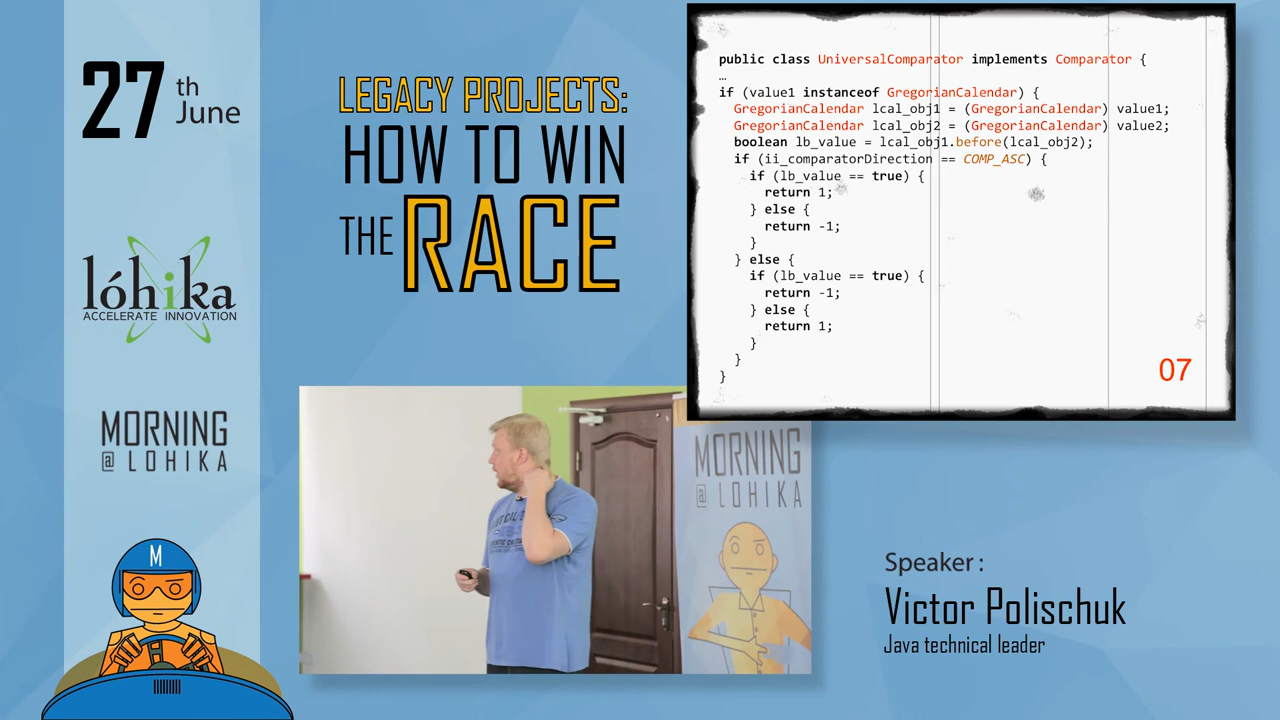 27 th
June
lóhika
ACCELERATE INNOVATION
MORNING
@ LOHIKA
M
LEGACY PROJECTS:
HOW TO WIN
THE RACE
public class UniversalComparator implements Comparator {
…
if (value1 instanceof GregorianCalendar) {
GregorianCalendar lcal_obj1 = (GregorianCalendar) value1;
GregorianCalendar lcal_obj2 = (GregorianCalendar) value2;
boolean lb_value = lcal_obj1.before(lcal_obj2);
if (ii_comparatorDirection == COMP_ASC) {
if (lb_value == true) {
return 1;
} else {
return -1;
}
} else {
if (lb_value == true) {
return -1;
} else {
return 1;
}
}
}
07
MORNING
@ LOHIKA
Speaker :
Victor Polischuk
Java technical leader